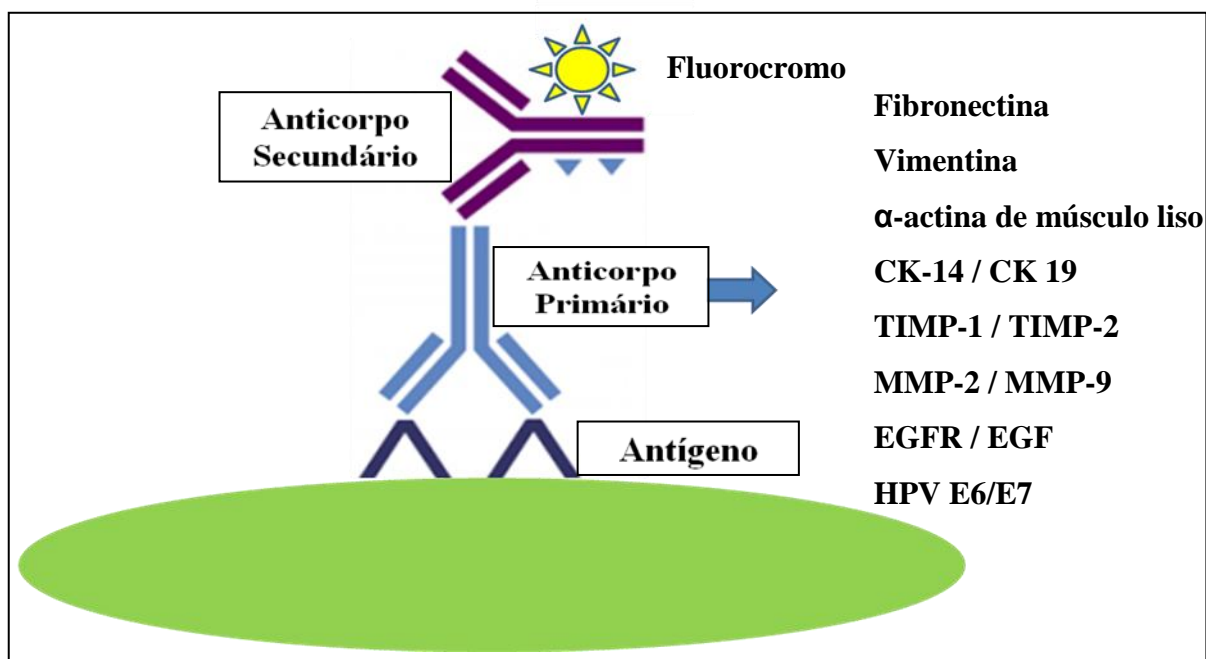 Fluorocromo
Anticorpo
Secundário
Anticorpo
Primário
Antígeno
Fibronectina
Vimentina
α-actina de músculo liso
CK-14 / CK 19
TIMP-1 / TIMP-2
MMP-2 / MMP-9
EGFR / EGF
HPV E6/E7